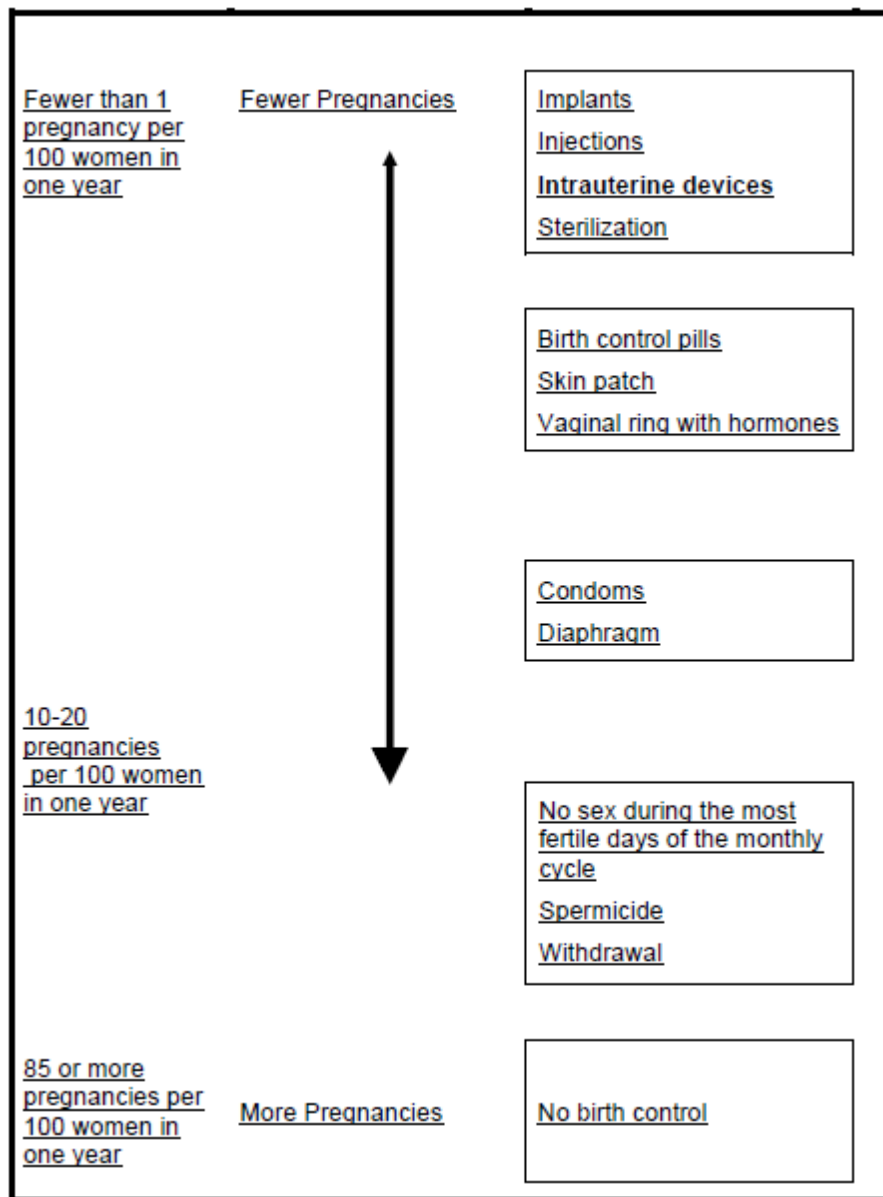 Fewer than 1
pregnancy per
100 women in
one year
Fewer Pregnancies
Implants
Injections
Intrauterine devices
Sterilization
Birth control pills
Skin patch
Vaginal ring with hormones
Condoms
Diaphragm
10-20
pregnancies
per 100 women
in one year
No sex during the most
fertile days of the monthly
cycle
Spermicide
Withdrawal
85 or more
pregnancies per
100 women in
one year
More Pregnancies
No birth control